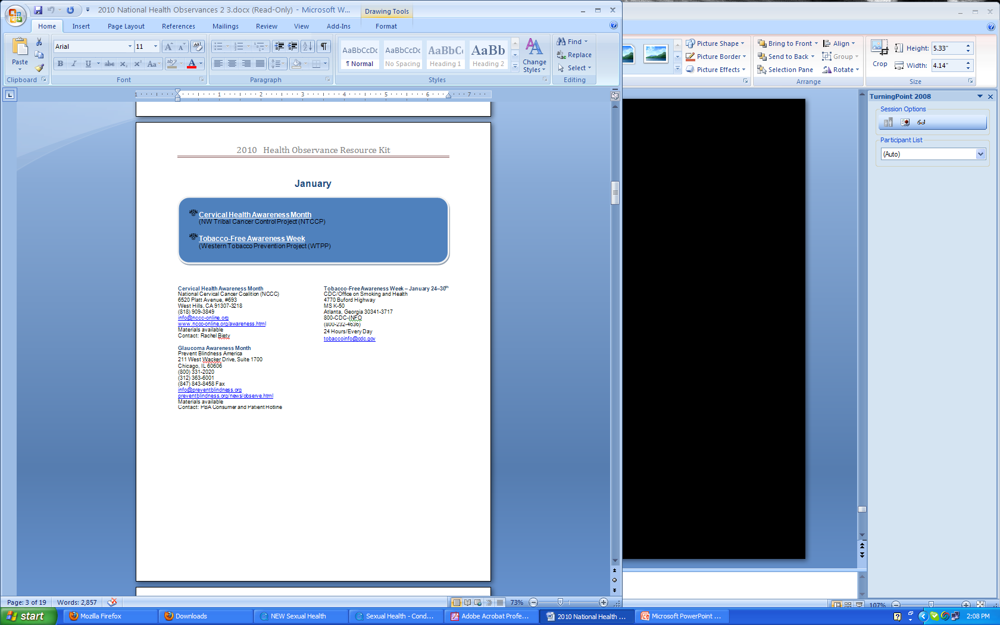 2010 National Health Observances 2 3.docx (Read-Only) - Microsoft W...
Drawing Tools
Home Insert Page Layout References Mailings Review View Add-Ins Format
Paste
Clipboard
Arial 11
Font
Paragraph
AaBbCcDc AaBbCcDc AaBbC AaBb
¶ Normal No Spacing Heading 1 Heading 2
Change Styles
Styles
Find
Replace
Select
Editing
Picture Shape
Picture Border
Picture Effects
Bring to Front
Send to Back
Selection Pane
Align
Group
Rotate
Arrange
Crop
Height: 5.33"
Width: 4.14"
Size
TurningPoint 2008
Session Options
Participant List
(Auto)
1 1 2 3 4 5 6 7
2010 Health Observance Resource Kit
January
Cervical Health Awareness Month
(NW Tribal Cancer Control Project (NTCCP)
Tobacco-Free Awareness Week
(Western Tobacco Prevention Project (WTPP)
Cervical Health Awareness Month
National Cervical Cancer Coalition (NCCC)
6520 Platt Avenue, #693
West Hills, CA 91307-3218
(818) 909-3849
info@nccc-online.org
www.nccc-online.org/awareness.html
Materials available
Contact: Rachel Biety
Glaucoma Awareness Month
Prevent Blindness America
211 West Wacker Drive, Suite 1700
Chicago, IL 60606
(800) 331-2020
(312) 363-6001
(847) 843-8458 Fax
info@preventblindness.org
preventblindness.org/news/observe.html
Materials available
Contact: PBA Consumer and Patient Hotline
Tobacco-Free Awareness Week – January 24–30th
CDC/Office on Smoking and Health
4770 Buford Highway
MS K-50
Atlanta, Georgia 30341-3717
800-CDC-INFO
(800-232-4636)
24 Hours/Every Day
tobaccoinfo@cdc.gov
Page: 3 of 19 Words: 2,857
73%
107%
start
Mozilla Firefox
Downloads
NEW Sexual Health
Sexual Health - Cond...
Adobe Acrobat Profe...
2010 National Health ...
Microsoft PowerPoint ...
2:08 PM